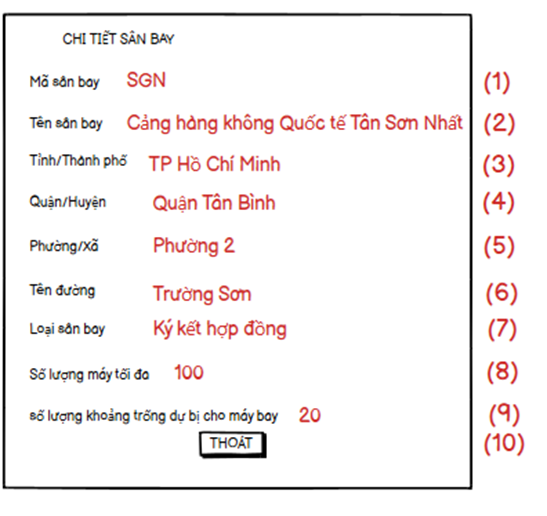 CHI TIẾT SÂN BAY
Mã sân bay SGN (1)
Tên sân bay Cảng hàng không Quốc tế Tân Sơn Nhất (2)
Tỉnh/Thành phố TP Hồ Chí Minh (3)
Quận/Huyện Quận Tân Bình (4)
Phường/Xã Phường 2 (5)
Tên đường Trường Sơn (6)
Loại sân bay Ký kết hợp đồng (7)
Số lượng máy tối đa 100 (8)
số lượng khoảng trống dự bị cho máy bay 20 (9)
THOÁT (10)